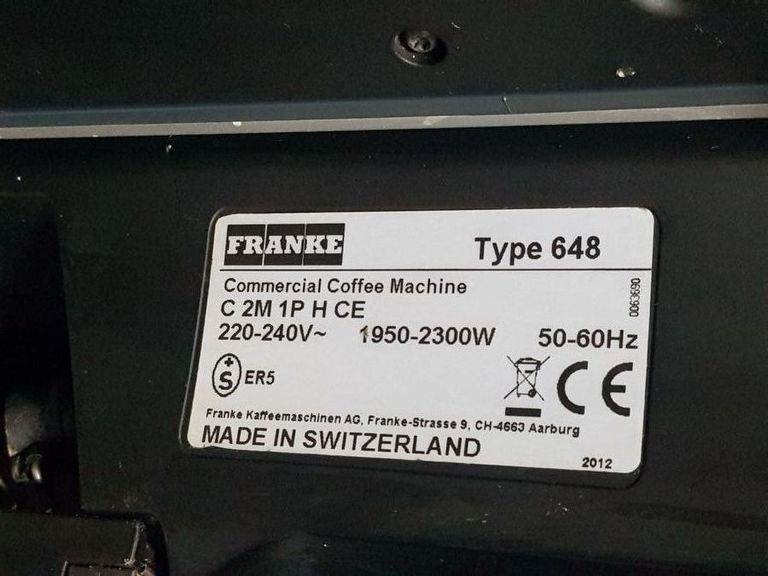 FRANKE Type 648
Commercial Coffee Machine
C 2M 1P H CE
220-240V~ 1950-2300W 50-60Hz
0063690
+
S ER5
CE
Franke Kaffeemaschinen AG, Franke-Strasse 9, CH-4663 Aarburg
MADE IN SWITZERLAND
2012